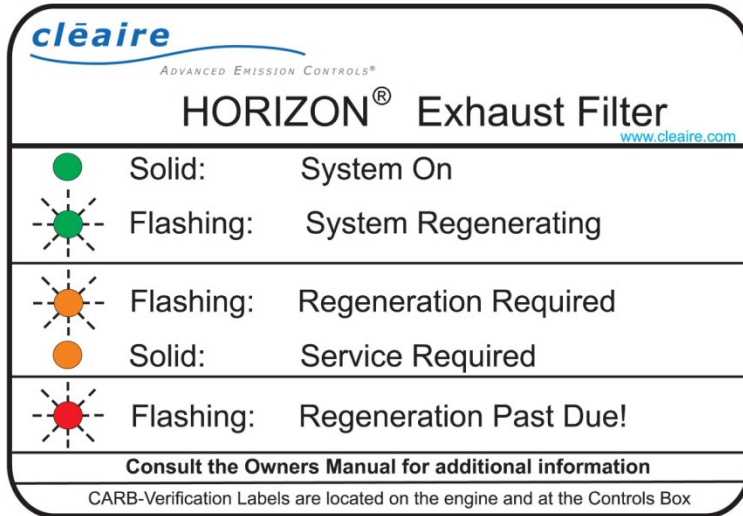 clēaire
ADVANCED EMISSION CONTROLS®
HORIZON® Exhaust Filter
www.cleaire.com
Solid: System On
Flashing: System Regenerating
Flashing: Regeneration Required
Solid: Service Required
Flashing: Regeneration Past Due!
Consult the Owners Manual for additional information
CARB-Verification Labels are located on the engine and at the Controls Box